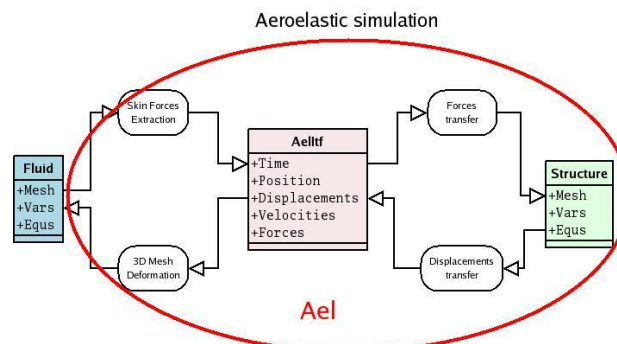 Aeroelastic simulation
Skin Forces
Extraction
Forces
transfer
AelItf
+Time
+Position
+Displacements
+Velocities
+Forces
Fluid
+Mesh
+Vars
+Equs
Structure
+Mesh
+Vars
+Equs
3D Mesh
Deformation
Displacements
transfer
Ael